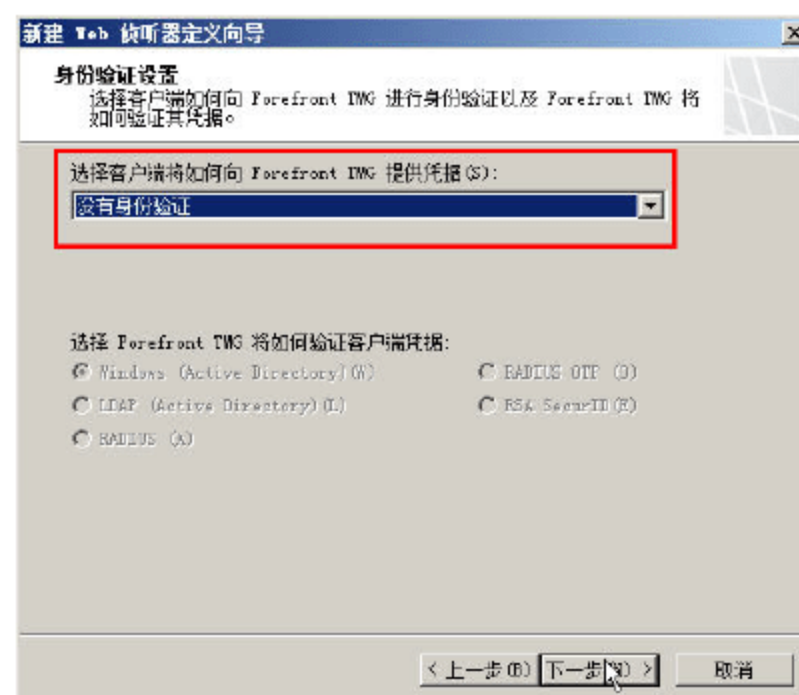 新建 Web 侦听器定义向导
身份验证设置
选择客户端如何向 Forefront TMG 进行身份验证以及 Forefront TMG 将
如何验证其凭据。
选择客户端将如何向 Forefront TMG 提供凭据(S):
没有身份验证
选择 Forefront TMG 将如何验证客户端凭据:
Windows (Active Directory)(W)
RADIUS OTP (O)
LDAP (Active Directory)(L)
RSA SecurID(E)
RADIUS (A)
< 上一步(B)
下一步(N) >
取消